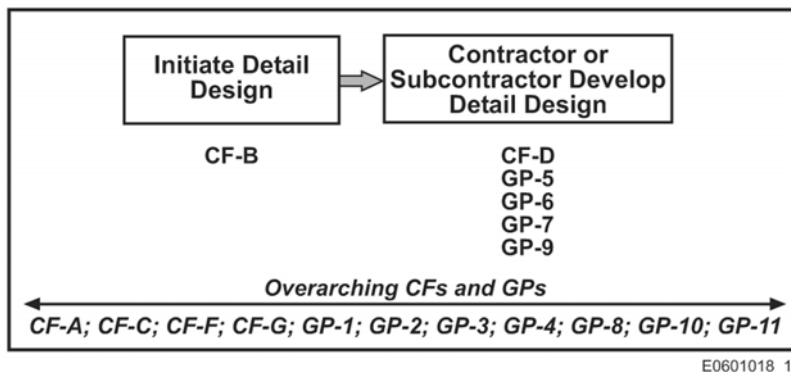 Initiate Detail
Design
Contractor or
Subcontractor Develop
Detail Design
CF-B
CF-D
GP-5
GP-6
GP-7
GP-9
Overarching CFs and GPs
CF-A; CF-C; CF-F; CF-G; GP-1; GP-2; GP-3; GP-4; GP-8; GP-10; GP-11
E0601018_1